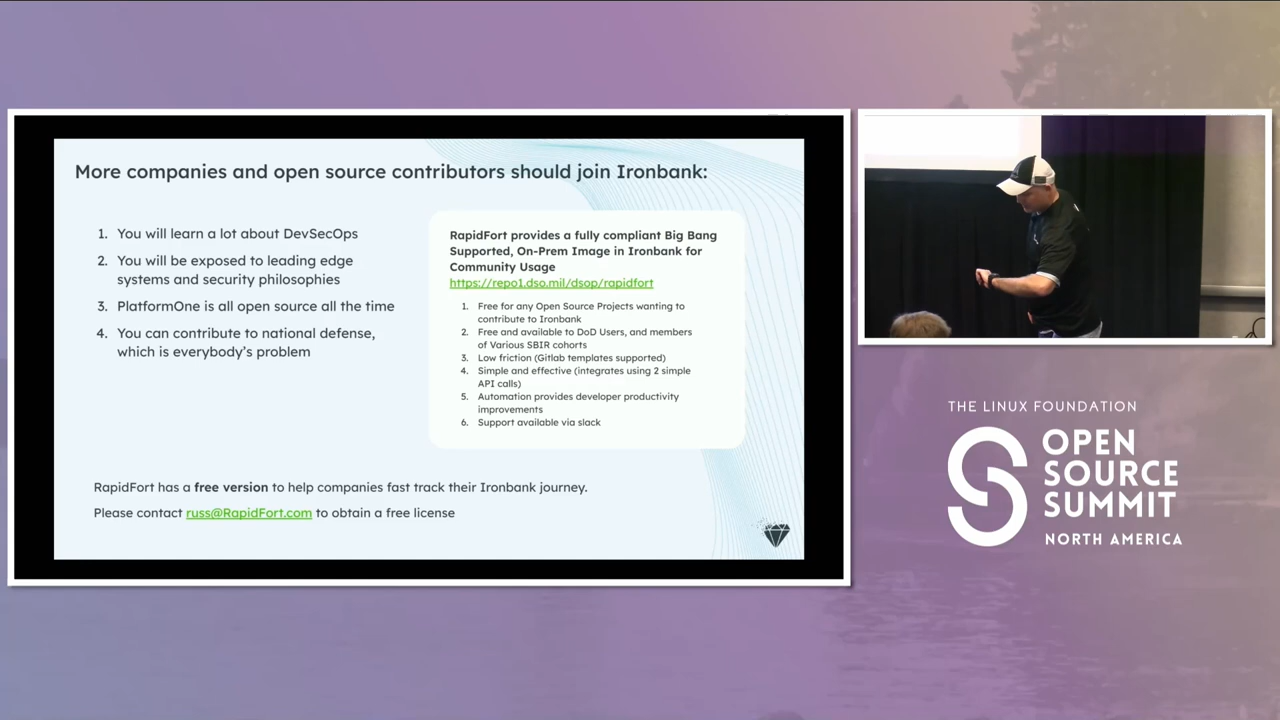 More companies and open source contributors should join Ironbank:
1. You will learn a lot about DevSecOps
2. You will be exposed to leading edge
systems and security philosophies
3. PlatformOne is all open source all the time
4. You can contribute to national defense,
which is everybody's problem
RapidFort provides a fully compliant Big Bang
Supported, On-Prem Image in Ironbank for
Community Usage
https://repo1.dso.mil/dsop/rapidfort
1. Free for any Open Source Projects wanting to
contribute to Ironbank
2. Free and available to DoD Users, and members
of Various SBIR cohorts
3. Low friction (Gitlab templates supported)
4. Simple and effective (integrates using 2 simple
API calls)
5. Automation provides developer productivity
improvements
6. Support available via slack
RapidFort has a free version to help companies fast track their Ironbank journey.
Please contact russ@RapidFort.com to obtain a free license
THE LINUX FOUNDATION
OPEN
SOURCE
SUMMIT
NORTH AMERICA